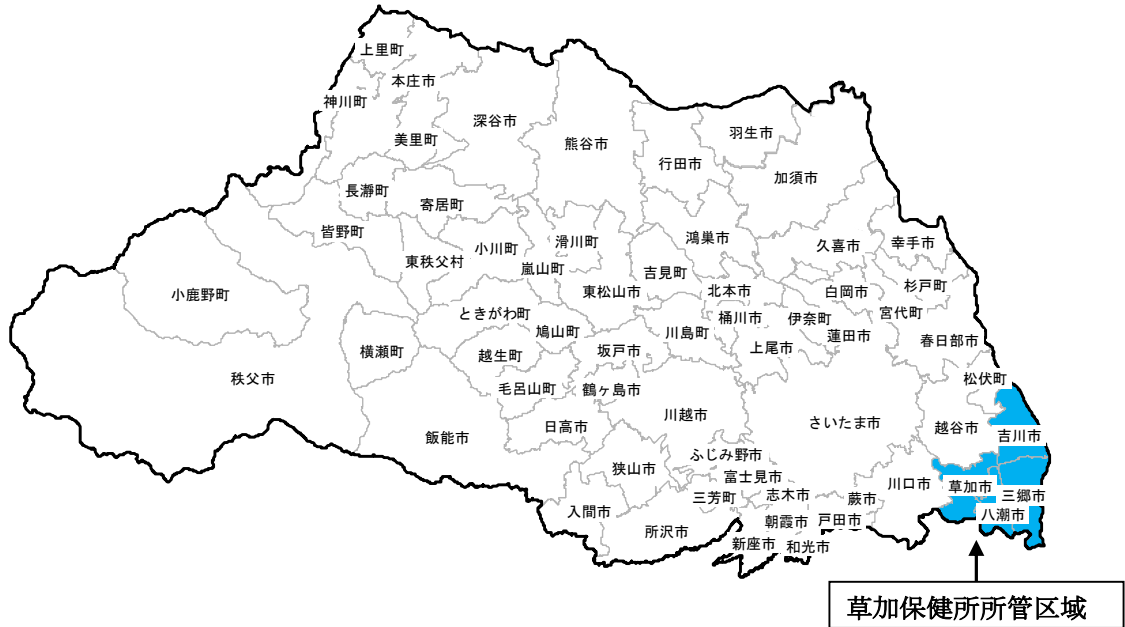 上里町
本庄市
神川町
深谷市
美里町
熊谷市
羽生市
行田市
加須市
長瀞町
寄居町
皆野町
小川町
滑川町
鴻巣市
久喜市
幸手市
東秩父村
嵐山町
吉見町
小鹿野町
東松山市
北本市
白岡市
杉戸町
ときがわ町
桶川市
伊奈町
宮代町
鳩山町
川島町
蓮田市
横瀬町
越生町
坂戸市
上尾市
春日部市
秩父市
毛呂山町
鶴ヶ島市
松伏町
日高市
川越市
さいたま市
越谷市
吉川市
飯能市
ふじみ野市
狭山市
富士見市
川口市
草加市
三芳町
志木市
蕨市
三郷市
入間市
朝霞市
戸田市
八潮市
所沢市
新座市
和光市
草加保健所所管区域